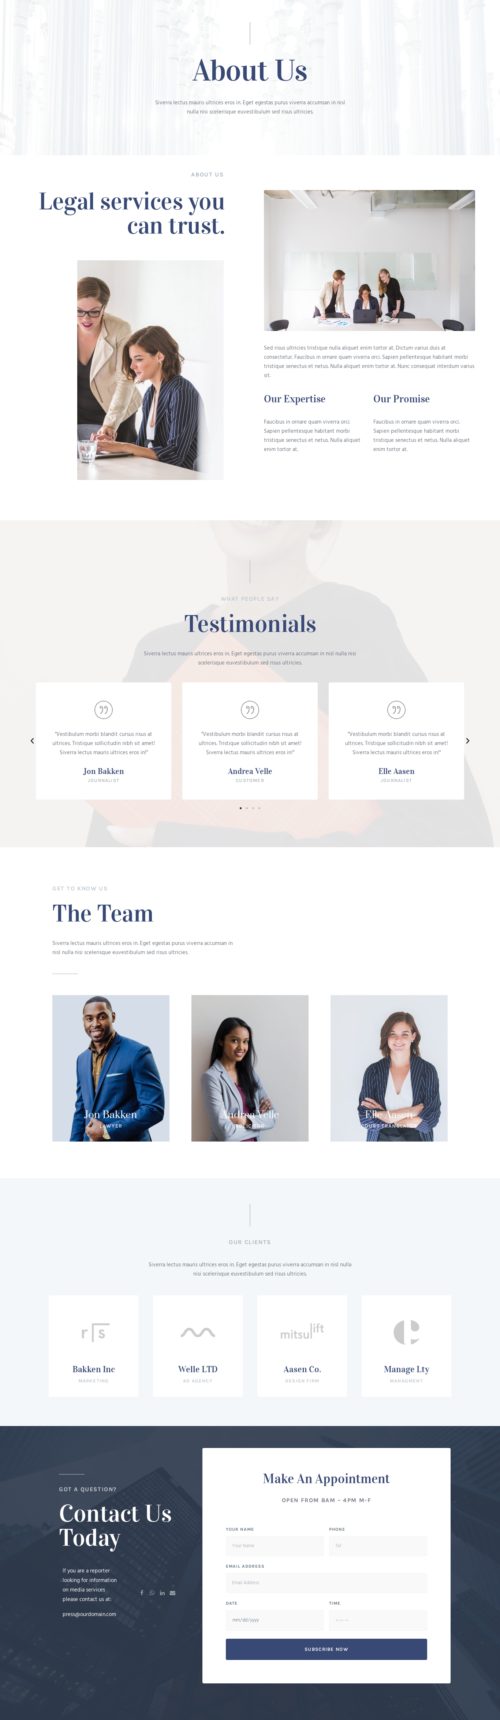 About Us
Siverra lectus mauris ultrices eros in. Eget egestas purus viverra accumsan in nisl
nulla nisi scelerisque euvestibulum sed risus ultricies.
ABOUT US
Legal services you
can trust.
Sed risus ultricies tristique nulla aliquet enim tortor at. Dictum varius duis at
consectetur. Faucibus in ornare quam viverra orci. Sapien pellentesque habitant morbi
tristique senectus et netus. Nulla aliquet enim tortor at. Nunc consequat interdum varius
sit.
Our Expertise
Faucibus in ornare quam viverra orci.
Sapien pellentesque habitant morbi
tristique senectus et netus. Nulla aliquet
enim tortor at.
Our Promise
Faucibus in ornare quam viverra orci.
Sapien pellentesque habitant morbi
tristique senectus et netus. Nulla aliquet
enim tortor at.
WHAT PEOPLE SAY
Testimonials
Siverra lectus mauris ultrices eros in. Eget egestas purus viverra accumsan in nisl nulla nisi
scelerisque euvestibulum sed risus ultricies.
"Vestibulum morbi blandit cursus risus at
ultrices. Tristique sollicitudin nibh sit amet!
Siverra lectus mauris ultrices eros in!"
Jon Bakken
JOURNALIST
"Vestibulum morbi blandit cursus risus at
ultrices. Tristique sollicitudin nibh sit amet!
Siverra lectus mauris ultrices eros in!"
Andrea Velle
CUSTOMER
"Vestibulum morbi blandit cursus risus at
ultrices. Tristique sollicitudin nibh sit amet!
Siverra lectus mauris ultrices eros in!"
Elle Aasen
JOURNALIST
GET TO KNOW US
The Team
Siverra lectus mauris ultrices eros in. Eget egestas purus viverra accumsan in
nisl nulla nisi scelerisque euvestibulum sed risus ultricies.
Jon Bakken
LAWYER
Andrea Velle
Elle Aasen
OUR CLIENTS
Siverra lectus mauris ultrices eros in. Eget egestas purus viverra accumsan in nisl nulla
nisi scelerisque euvestibulum sed risus ultricies.
r s
Bakken Inc
MARKETING
Welle LTD
AD AGENCY
mitsulift
Aasen Co.
DESIGN FIRM
Manage Lty
MANAGMENT
GOT A QUESTION?
Contact Us
Today
If you are a reporter
looking for information
on media services
please contact us at:
press@ourdomain.com
Make An Appointment
OPEN FROM 8AM – 4PM M-F
YOUR NAME
Your Name
PHONE
Tlf
EMAIL ADDRESS
Email Address
DATE
mm/dd/yyyy
TIME
--:-- --
SUBSCRIBE NOW